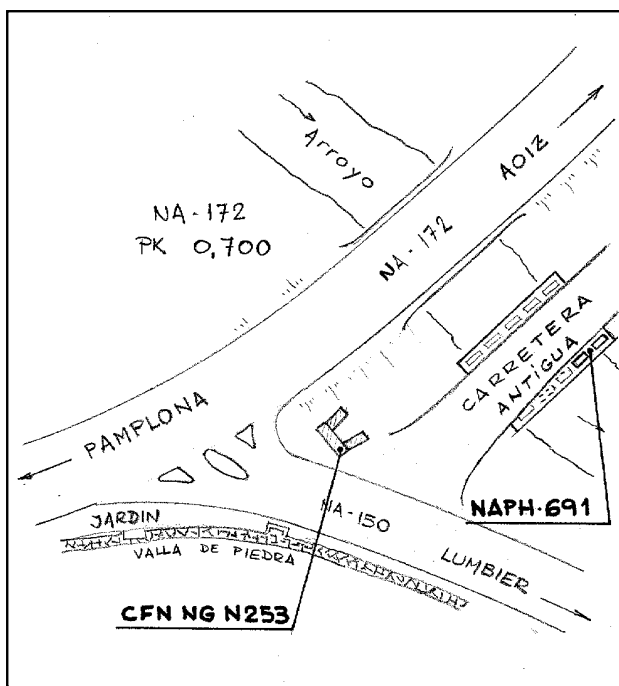 Arroyo
AOIZ
NA-172
PK 0,700
NA-172
CARRETERA
ANTÍGUA
PAMPLONA
NAPH-691
NA-150
JARDIN
VALLA DE PIEDRA
LUMBIER
CFN NG N253